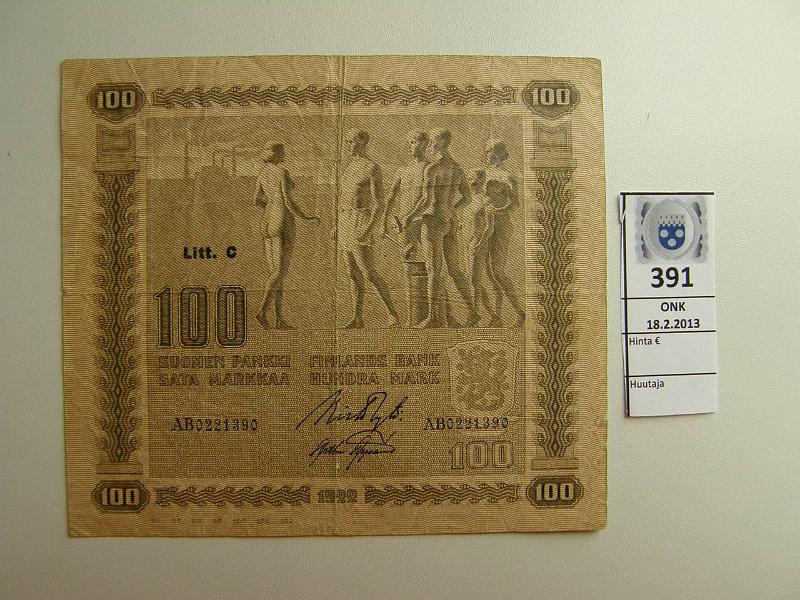 100 100
Litt. C
100
SUOMEN PANKKI FINLANDS BANK
SATA MARKKAA HUNDRA MARK
AB0221390 AB0221390
100
100 1922 100
391
ONK
18.2.2013
Hinta €
Huutaja